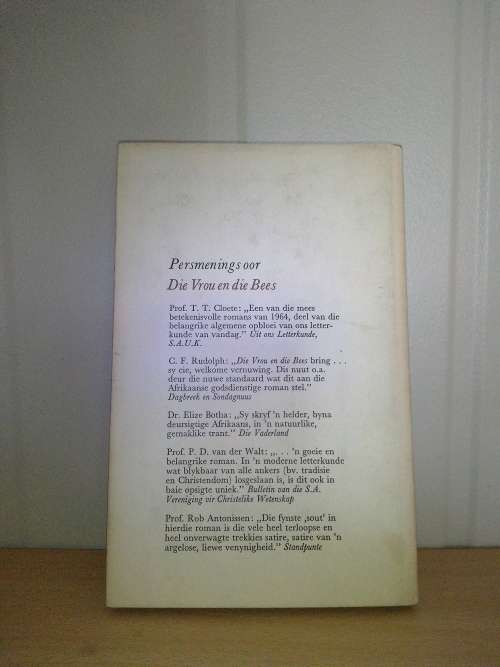 Persmenings oor
Die Vrou en die Bees
Prof. T. T. Cloete: „Een van die mees
betekenisvolle romans van 1964, deel van die
belangrike algemene opbloei van ons letter-
kunde van vandag.” Uit ons Letterkunde,
S.A.U.K.
C. F. Rudolph: „Die Vrou en die Bees bring . . .
sy eie, welkome vernuwing. Dis nuut o.a.
deur die nuwe standaard wat dit aan die
Afrikaanse godsdienstige roman stel.”
Dagbreek en Sondagnuus
Dr. Elize Botha: „Sy skryf 'n helder, byna
deursigtige Afrikaans, in 'n natuurlike,
gemaklike trant.” Die Vaderland
Prof. P. D. van der Walt: „. . . 'n goeie en
belangrike roman. In 'n moderne letterkunde
wat blykbaar van alle ankers (bv. tradisie
en Christendom) losgeslaan is, is dit ook in
baie opsigte uniek.” Bulletin van die S.A.
Vereniging vir Christelike Wetenskap
Prof. Rob Antonissen: „Die fynste ‚sout’ in
hierdie roman is die vele heel terloopse en
heel onverwagte trekkies satire, satire van 'n
argelose, liewe venynigheid.” Standpunte